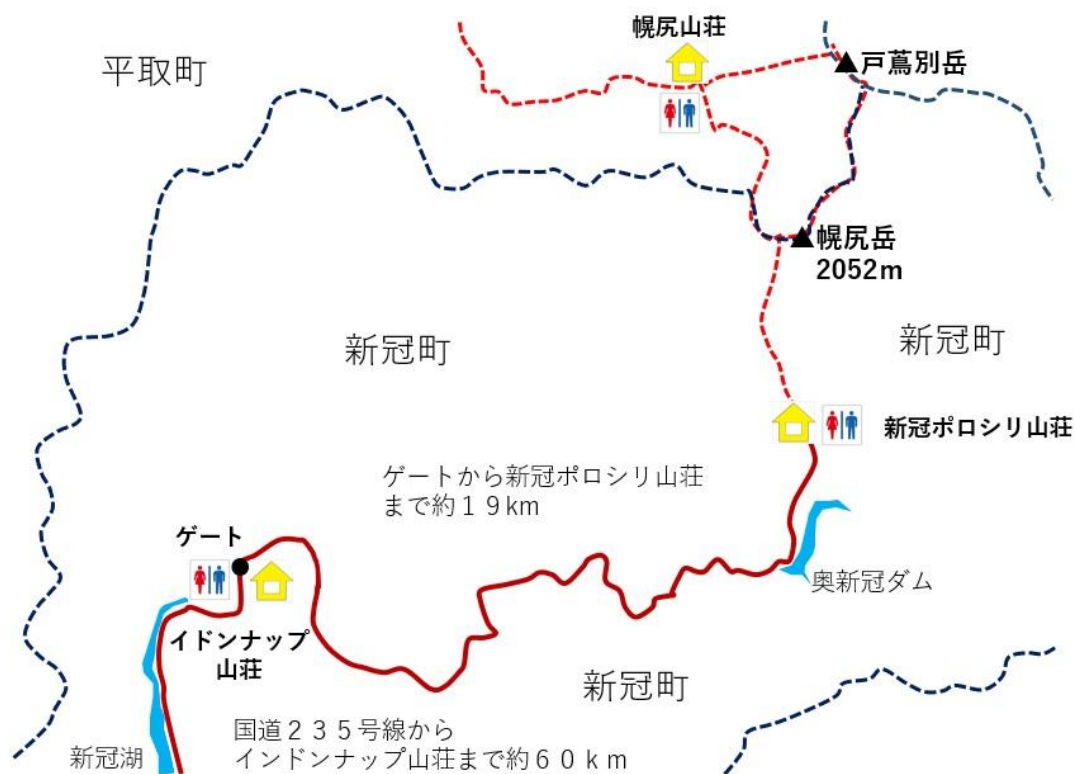 幌尻山荘
平取町
戸蔦別岳
幌尻岳
2052m
新冠町
新冠町
新冠ポロシリ山荘
ゲートから新冠ポロシリ山荘
まで約１９km
ゲート
奥新冠ダム
イドンナップ
山荘
新冠町
国道２３５号線から
インドンナップ山荘まで約６０ｋｍ
新冠湖